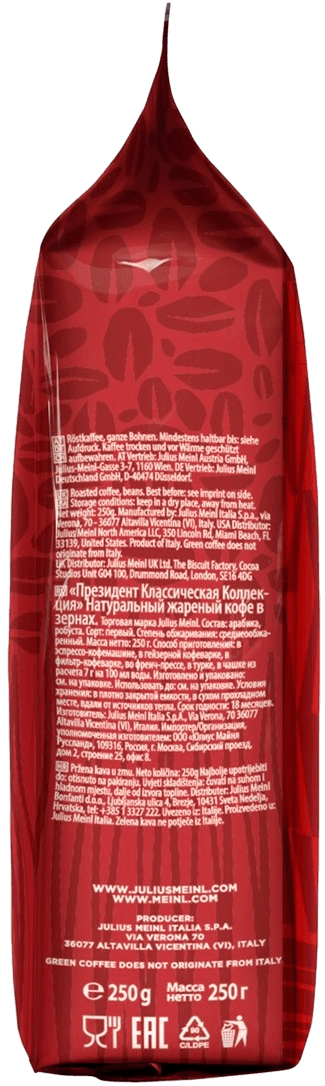 AT Röstkaffee, ganze Bohnen. Mindestens haltbar bis: siehe
Aufdruck. Kaffee trocken und vor Wärme geschützt
aufbewahren. AT Vertrieb: Julius Meinl Austria GmbH,
Julius-Meinl-Gasse 3-7, 1160 Wien. DE Vertrieb: Julius Meinl
Deutschland GmbH, D-40474 Düsseldorf.
Roasted coffee, beans. Best before: see imprint on side.
Storage conditions: keep in a dry place, away from heat.
Net weight: 250g. Manufactured by: Julius Meinl Italia S.p.A., via
Verona, 70 - 36077 Altavilla Vicentina (VI), Italy. USA Distributor:
Julius Meinl North America LLC, 350 Lincoln Rd, Miami Beach, FL
33139, United States. Product of Italy. Green coffee does not
originate from Italy.
UK Distributor: Julius Meinl UK Ltd. The Biscuit Factory, Cocoa
Studios Unit G04 100, Drummond Road, London, SE16 4DG
«Президент Классическая Коллек-
ция» Натуральный жареный кофе в
зернах. Торговая марка Julius Meinl. Состав: арабика,
робуста. Сорт: первый. Степень обжаривания: среднеобжа-
ренный. Масса нетто: 250 г. Способ приготовления: в
эспрессо-кофемашине, в гейзерной кофеварке, в
фильтр-кофеварке, во френч-прессе, в турке, в чашке из
расчета 7 г на 100 мл воды. Изготовлено и упаковано:
см. на упаковке. Использовать до: см. на упаковке. Условия
хранения: в плотно закрытой емкости, в сухом прохладном
месте, вдали от источников тепла. Срок годности: 18 месяцев.
Изготовитель: Julius Meinl Italia S.p.A., Via Verona, 70 36077
Altavilla Vicentina (VI), Италия. Импортер/Организация,
уполномоченная изготовителем: ООО «Юлиус Майнл
Руссланд», 109316, Россия, г. Москва, Сибирский проезд,
дом 2, строение 25, офис 8.
HR Pržena kava u zrnu. Neto količina: 250g Najbolje upotrijebiti
do: otisnuto na pakiranju. Uvjeti skladištenja: čuvati na suhom i
hladnom mjestu, dalje od izvora topline. Distributer: Julius Meinl
Bonfanti d.o.o., Ljubljanska ulica 4, Brezje, 10431 Sveta Nedelja,
Hrvatska, tel: +385 1 3327 222. Uvezeno iz: Italije. Proizvedeno u:
Julius Meinl Italia. Zelena kava ne potječe iz Italije.
WWW.JULIUSMEINL.COM
WWW.MEINL.COM
PRODUCER:
JULIUS MEINL ITALIA S.P.A.
VIA VERONA 70
36077 ALTAVILLA VICENTINA (VI), ITALY
GREEN COFFEE DOES NOT ORIGINATE FROM ITALY
℮ 250 g Масса нетто 250 г
EAC 90
C/LDPE